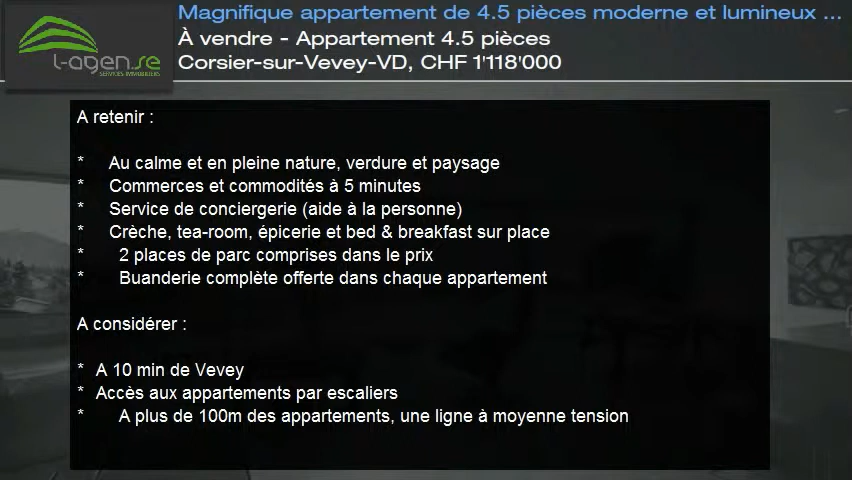 Magnifique appartement de 4.5 pièces moderne et lumineux ...
À vendre - Appartement 4.5 pièces
Corsier-sur-Vevey-VD, CHF 1'118'000
l-agence
SERVICES IMMOBILIERS
A retenir :
* Au calme et en pleine nature, verdure et paysage
* Commerces et commodités à 5 minutes
* Service de conciergerie (aide à la personne)
* Crèche, tea-room, épicerie et bed & breakfast sur place
* 2 places de parc comprises dans le prix
* Buanderie complète offerte dans chaque appartement
A considérer :
* A 10 min de Vevey
* Accès aux appartements par escaliers
* A plus de 100m des appartements, une ligne à moyenne tension